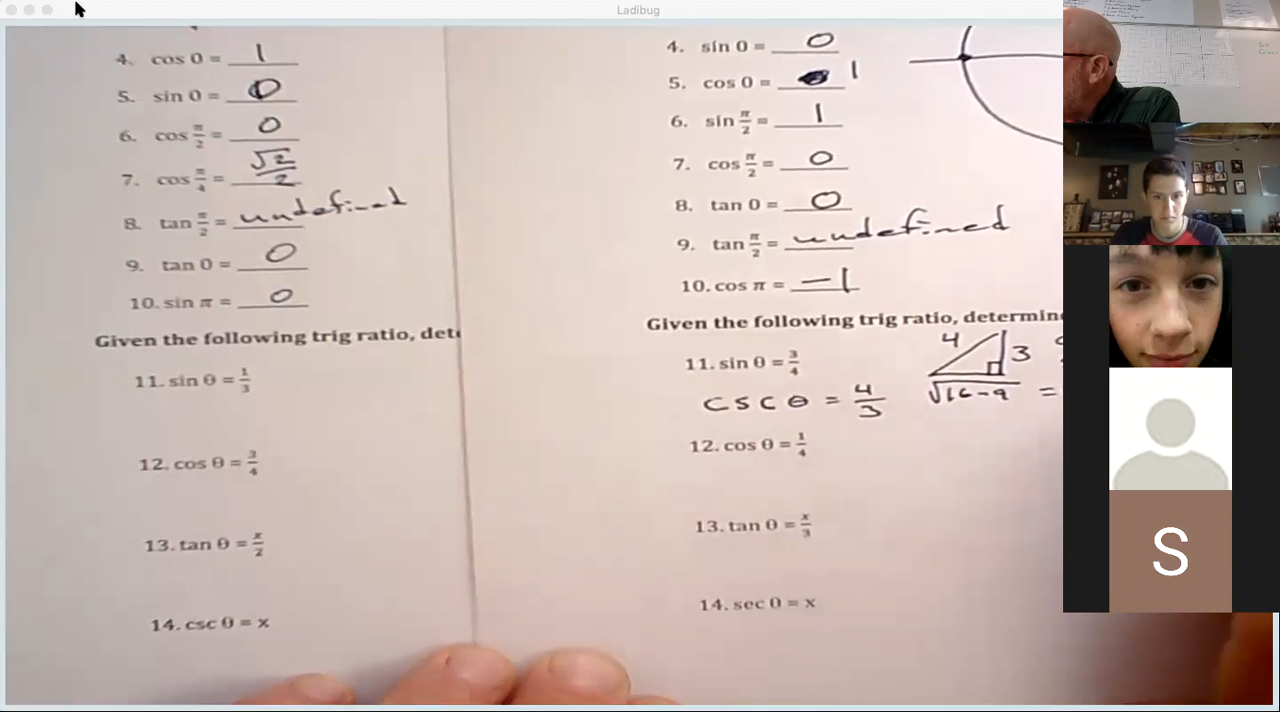 Ladibug
4. cos 0 = 1
5. sin 0 = 0
6. cos π/2 = 0
7. cos π/4 = √2/2
8. tan π/2 = undefined
9. tan 0 = 0
10. sin π = 0
Given the following trig ratio, dete
11. sin θ = 1/3
12. cos θ = 3/4
13. tan θ = x/2
14. csc θ = x
4. sin 0 = 0
5. cos 0 = 1
6. sin π/2 = 1
7. cos π/2 = 0
8. tan 0 = 0
9. tan π/2 = undefined
10. cos π = −1
Given the following trig ratio, determin
11. sin θ = 3/4
4
3
√16−9 =
csc θ = 4/3
12. cos θ = 1/4
13. tan θ = x/3
14. sec θ = x
S